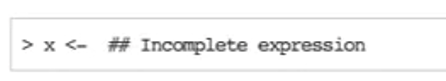 > x <-  ## Incomplete expression